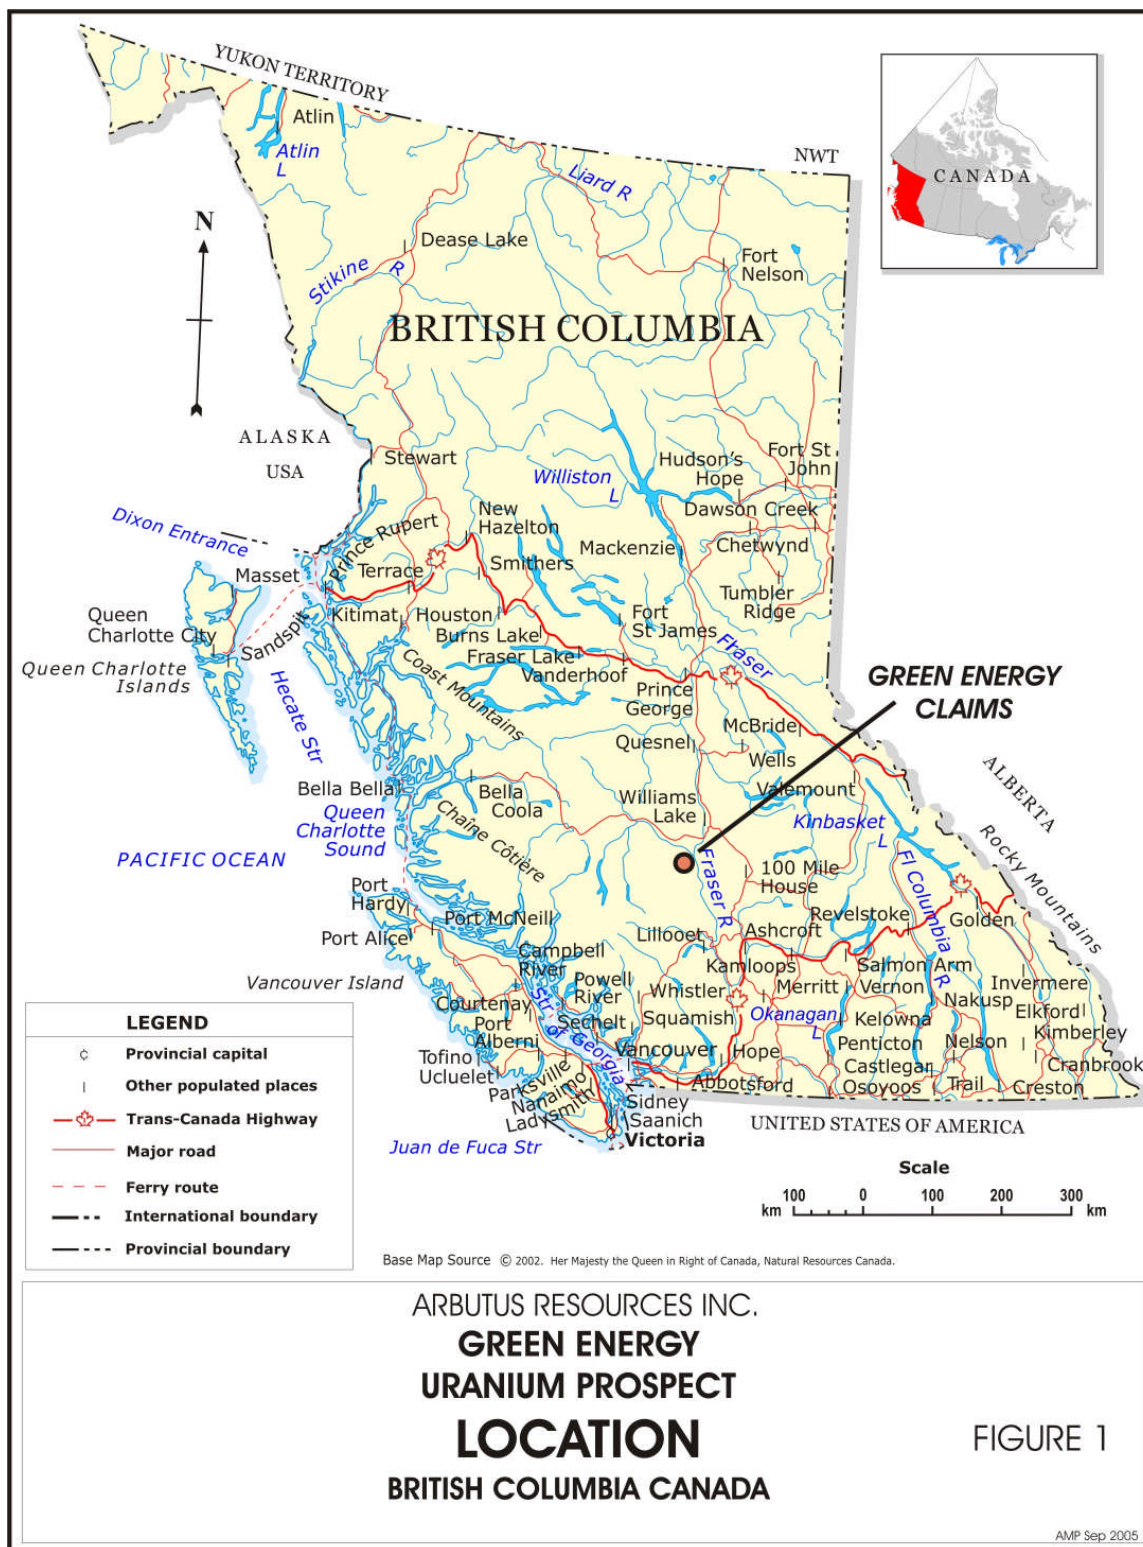 YUKON TERRITORY
NWT
CANADA
Atlin
Atlin
L
Liard R
N
Dease Lake
Stikine
R
Fort
Nelson
BRITISH COLUMBIA
ALASKA
USA
Stewart
Williston
L
Hudson's
Hope
Fort St
John
Dixon Entrance
Prince Rupert
New
Hazelton
Dawson Creek
Mackenzie
Chetwynd
Masset
Terrace
Smithers
Tumbler
Ridge
Queen
Charlotte City
Sandspit
Kitimat
Houston
Burns Lake
Fort
St James
Fraser
Queen Charlotte
Islands
Hecate Str
Coast Mountains
Fraser Lake
Vanderhoof
Prince
George
GREEN ENERGY
CLAIMS
McBride
Quesnel
Wells
ALBERTA
Bella Bella
Bella
Coola
Williams
Lake
Valemount
Kinbasket
L
Rocky Mountains
Queen
Charlotte
Sound
Chaîne Côtière
PACIFIC OCEAN
Fraser R
100 Mile
House
Fl Columbia
R
Port
Hardy
Port McNeill
Revelstoke
Golden
Port Alice
Lillooet
Ashcroft
Campbell
River
Kamloops
Salmon Arm
Vancouver Island
Powell
River
Whistler
Merritt
Vernon
Invermere
Courtenay
Str of Georgia
Sechelt
Squamish
Okanagan
L
Kelowna
Nakusp
Elkford
Port
Alberni
Kimberley
Tofino
Ucluelet
Vancouver
Hope
Penticton
Nelson
Castlegar
Cranbrook
Parksville
Nanaimo
Ladysmith
Abbotsford
Osoyoos
Trail
Creston
Sidney
Saanich
Victoria
UNITED STATES OF AMERICA
Juan de Fuca Str
LEGEND
Provincial capital
Other populated places
Trans-Canada Highway
Major road
Ferry route
International boundary
Provincial boundary
Scale
100 0 100 200 300
km km
Base Map Source © 2002. Her Majesty the Queen in Right of Canada, Natural Resources Canada.
ARBUTUS RESOURCES INC.
GREEN ENERGY
URANIUM PROSPECT
LOCATION
BRITISH COLUMBIA CANADA
FIGURE 1
AMP Sep 2005